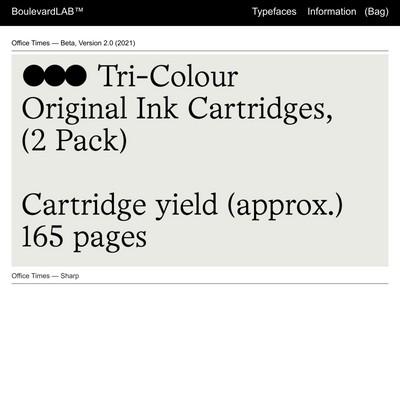 BoulevardLAB™ Typefaces Information (Bag)
Office Times — Beta, Version 2.0 (2021)
●●● Tri-Colour
Original Ink Cartridges,
(2 Pack)
Cartridge yield (approx.)
165 pages
Office Times — Sharp